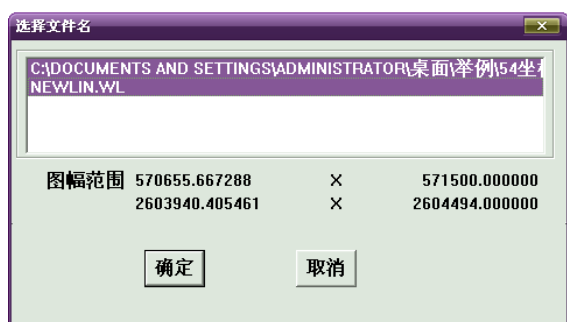 选择文件名
C:\DOCUMENTS AND SETTINGS\ADMINISTRATOR\桌面\举例\54坐
NEWLIN.WL
图幅范围 570655.667288 X 571500.000000
2603940.405461 X 2604494.000000
确定 取消